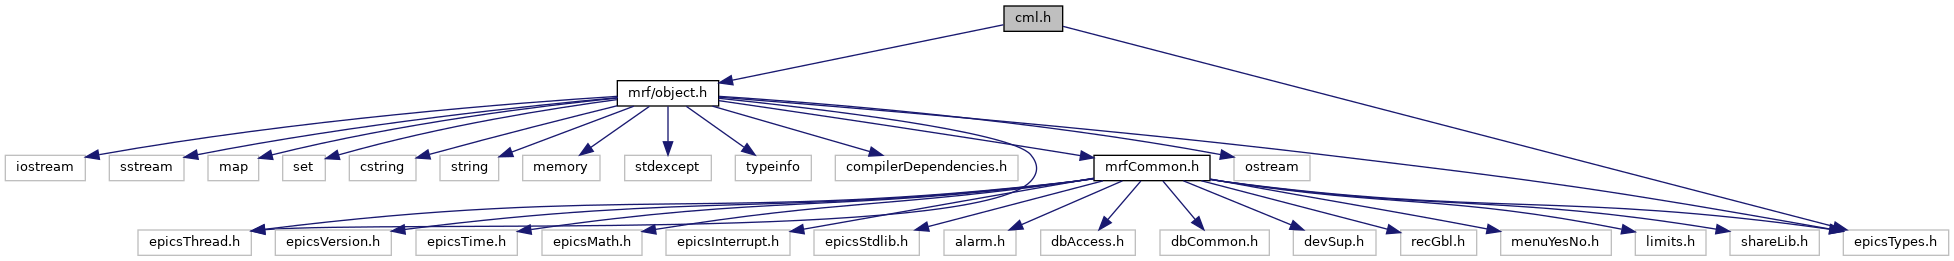 cml.h
mrf/object.h
iostream
sstream
map
set
cstring
string
memory
stdexcept
typeinfo
compilerDependencies.h
mrfCommon.h
ostream
epicsThread.h
epicsVersion.h
epicsTime.h
epicsMath.h
epicsInterrupt.h
epicsStdlib.h
alarm.h
dbAccess.h
dbCommon.h
devSup.h
recGbl.h
menuYesNo.h
limits.h
shareLib.h
epicsTypes.h